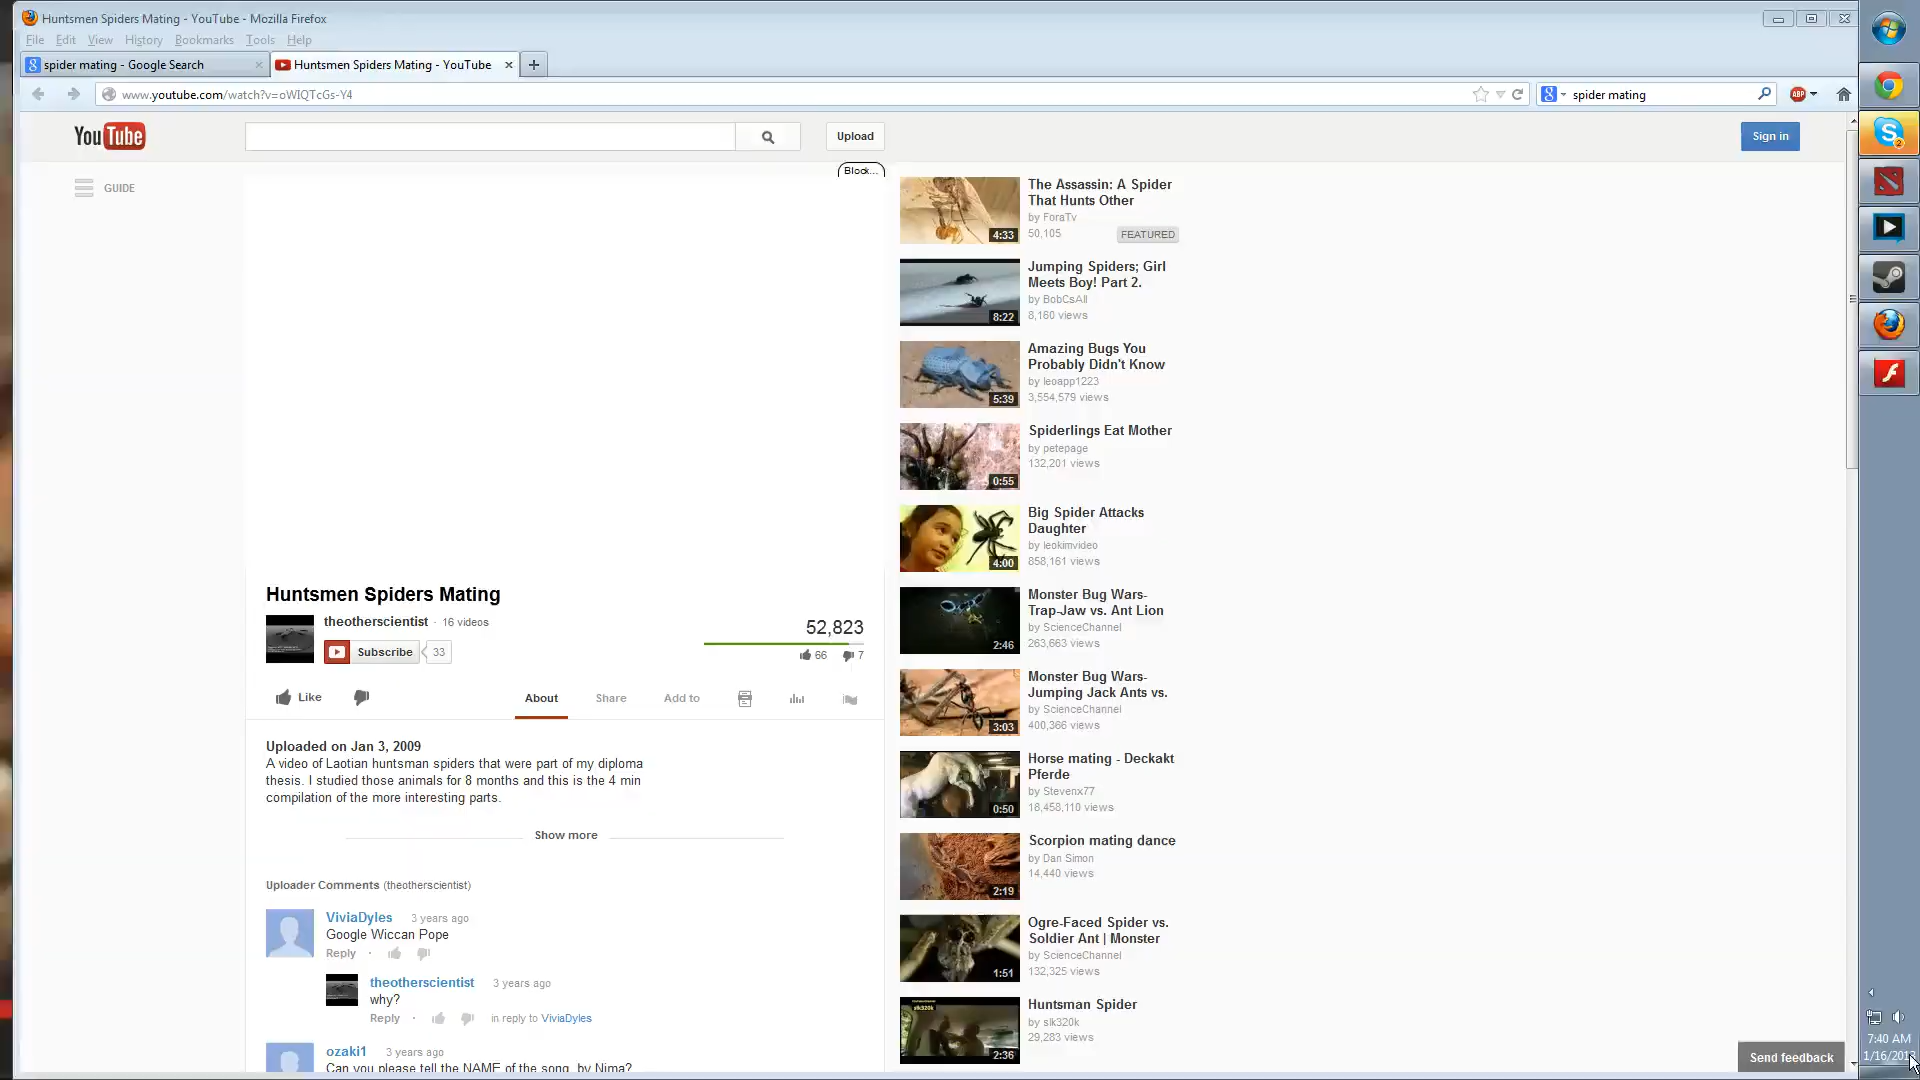 Huntsmen Spiders Mating - YouTube - Mozilla Firefox
File Edit View History Bookmarks Tools Help
spider mating - Google Search
Huntsmen Spiders Mating - YouTube
www.youtube.com/watch?v=oWIQTcGs-Y4
spider mating
ABP
YouTube
Upload
Sign in
Block...
GUIDE
The Assassin: A Spider
That Hunts Other
by ForaTv
50,105
FEATURED
4:33
Jumping Spiders; Girl
Meets Boy! Part 2.
by BobCsAll
8,160 views
8:22
Amazing Bugs You
Probably Didn't Know
by leoapp1223
3,554,579 views
5:39
Spiderlings Eat Mother
by petepage
132,201 views
0:55
Big Spider Attacks
Daughter
by leokimvideo
858,161 views
4:00
Monster Bug Wars-
Trap-Jaw vs. Ant Lion
by ScienceChannel
263,663 views
2:46
Monster Bug Wars-
Jumping Jack Ants vs.
by ScienceChannel
400,366 views
3:03
Horse mating - Deckakt
Pferde
by Stevenx77
18,458,110 views
0:50
Scorpion mating dance
by Dan Simon
14,440 views
2:19
Ogre-Faced Spider vs.
Soldier Ant | Monster
by ScienceChannel
132,325 views
1:51
Huntsman Spider
by slk320k
29,283 views
slk320k
2:36
Huntsmen Spiders Mating
theotherscientist · 16 videos
Subscribe 33
52,823
66 7
Like
About Share Add to
Uploaded on Jan 3, 2009
A video of Laotian huntsman spiders that were part of my diploma
thesis. I studied those animals for 8 months and this is the 4 min
compilation of the more interesting parts.
Show more
Uploader Comments (theotherscientist)
ViviaDyles 3 years ago
Google Wiccan Pope
Reply ·
theotherscientist 3 years ago
why?
Reply · in reply to ViviaDyles
ozaki1 3 years ago
Can you please tell the NAME of the song, by Nima?
Send feedback
7:40 AM